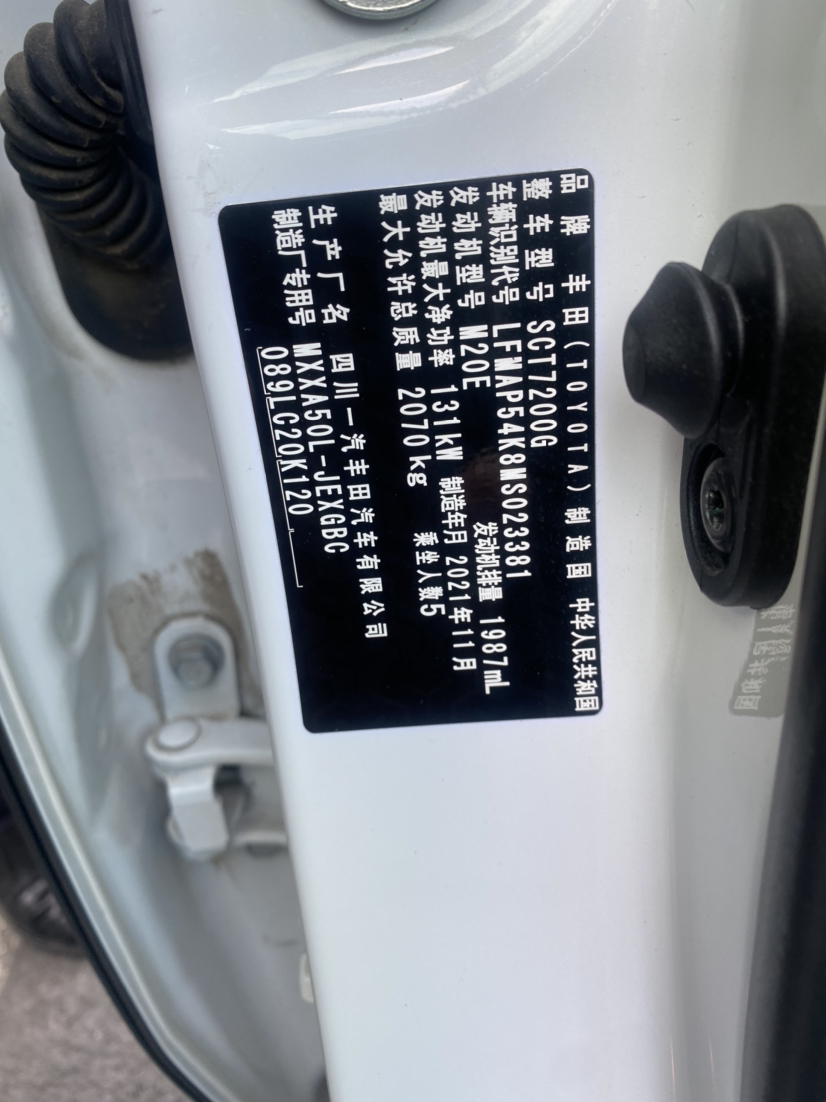 品牌 丰田(TOYOTA) 制造国 中华人民共和国
整车型号 SCT7200G
车辆识别代号 LFMAP54K8MS023381
发动机型号 M20E 发动机排量 1987mL
发动机最大净功率 131kW 制造年月 2021年11月
最大允许总质量 2070kg 乘坐人数5
生产厂名 四川一汽丰田汽车有限公司
制造厂专用号 MXXA50L-JEXGBC
089LC20K120